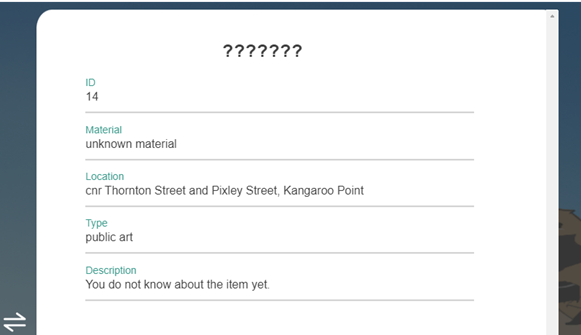 ???????
ID
14
Material
unknown material
Location
cnr Thornton Street and Pixley Street, Kangaroo Point
Type
public art
Description
You do not know about the item yet.